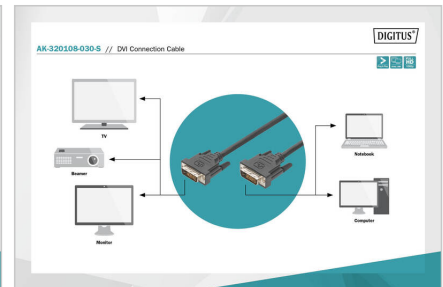 DIGITUS®
AK-320108-030-S // DVI Connection Cable
TV
Notebook
Beamer
Computer
Monitor